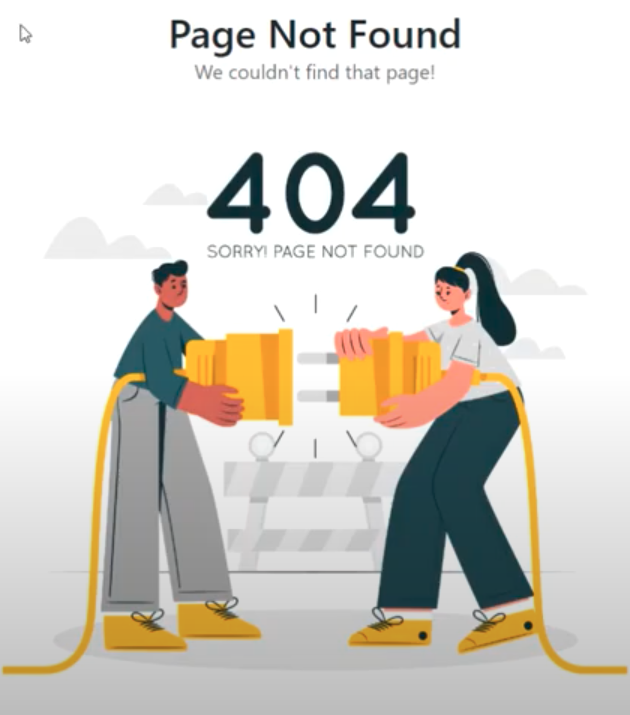 Page Not Found
We couldn't find that page!
404
SORRY! PAGE NOT FOUND